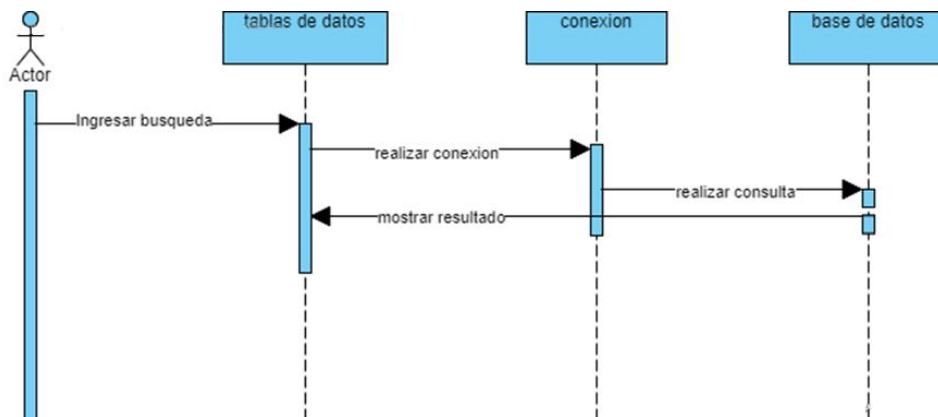 tablas de datos
conexion
base de datos
Actor
Ingresar busqueda
realizar conexion
realizar consulta
mostrar resultado